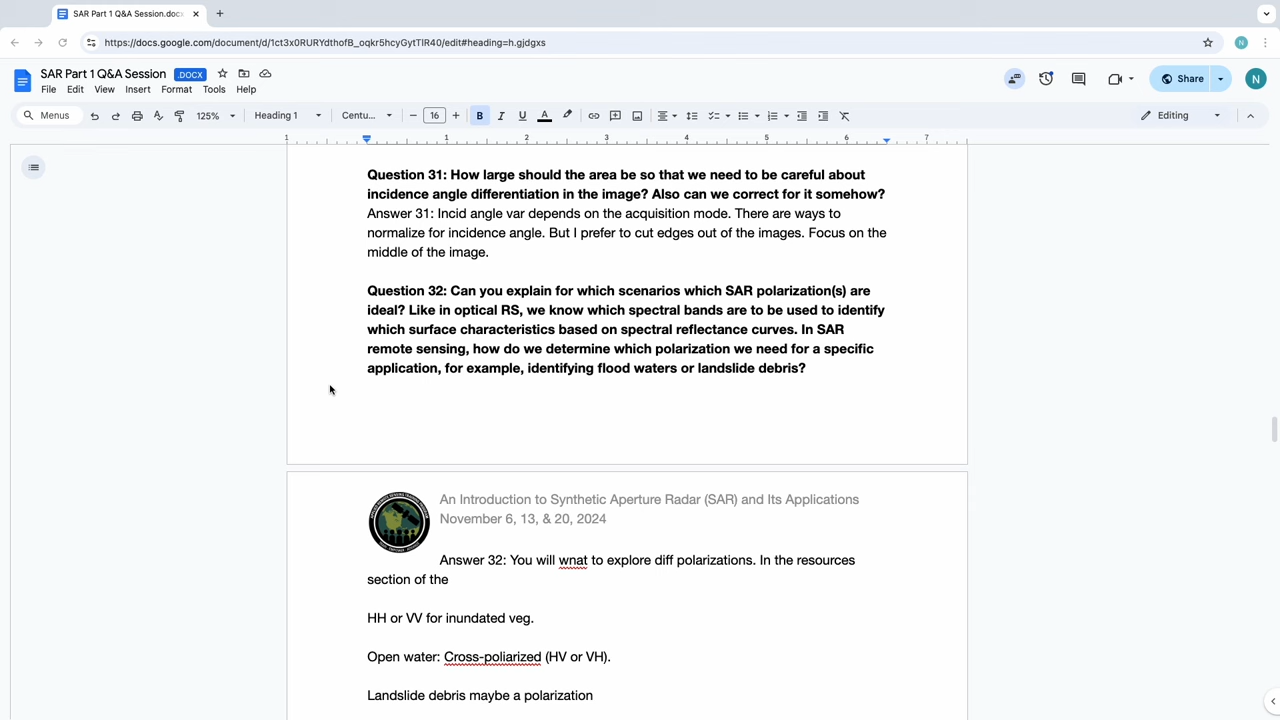 SAR Part 1 Q&A Session.docx
https://docs.google.com/document/d/1ct3x0RURYdthofB_oqkr5hcyGytTlR40/edit#heading=h.gjdgxs
N
SAR Part 1 Q&A Session .DOCX
File Edit View Insert Format Tools Help
Share
N
Menus 125% Heading 1 Centu... 16 B I U A Editing
1 1 2 3 4 5 6 7
Question 31: How large should the area be so that we need to be careful about
incidence angle differentiation in the image? Also can we correct for it somehow?
Answer 31: Incid angle var depends on the acquisition mode. There are ways to
normalize for incidence angle. But I prefer to cut edges out of the images. Focus on the
middle of the image.
Question 32: Can you explain for which scenarios which SAR polarization(s) are
ideal? Like in optical RS, we know which spectral bands are to be used to identify
which surface characteristics based on spectral reflectance curves. In SAR
remote sensing, how do we determine which polarization we need for a specific
application, for example, identifying flood waters or landslide debris?
An Introduction to Synthetic Aperture Radar (SAR) and Its Applications
November 6, 13, & 20, 2024
Answer 32: You will wnat to explore diff polarizations. In the resources
section of the
HH or VV for inundated veg.
Open water: Cross-poliarized (HV or VH).
Landslide debris maybe a polarization